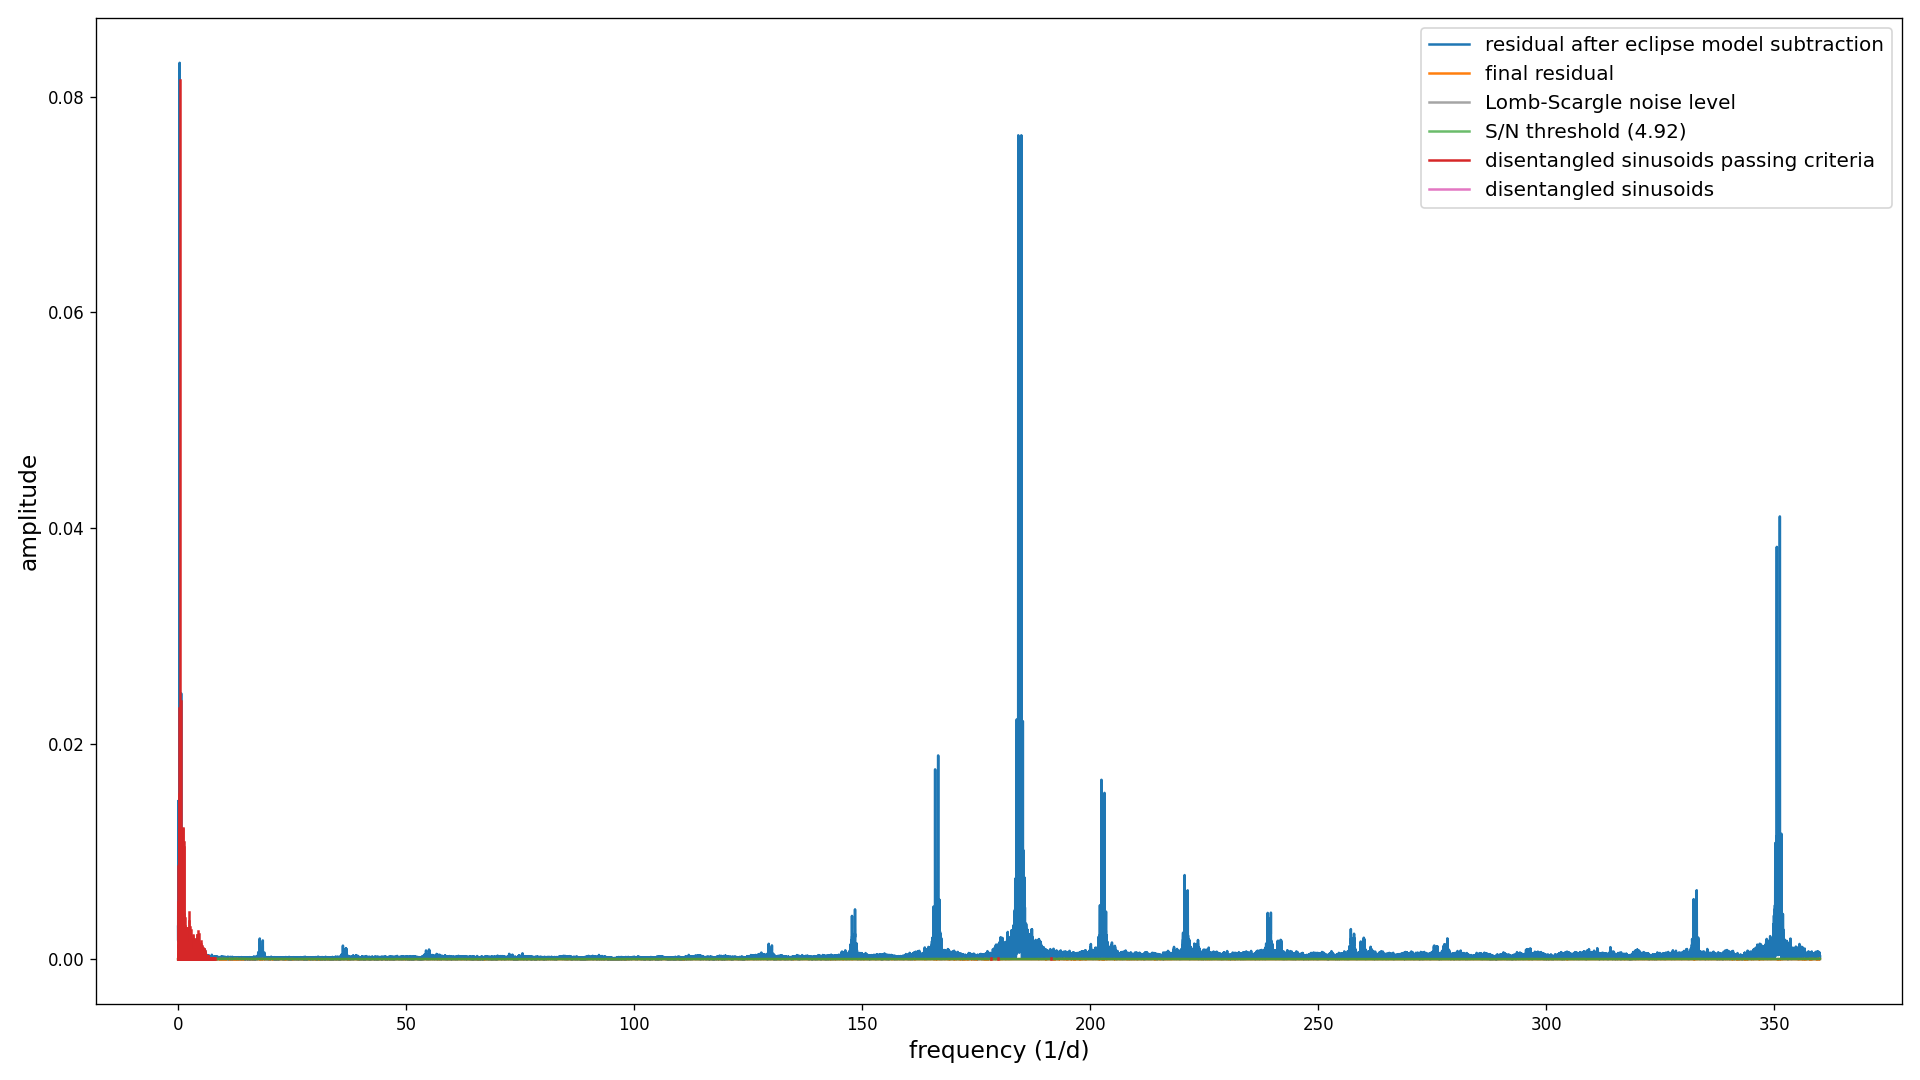 residual after eclipse model subtraction
final residual
Lomb-Scargle noise level
S/N threshold (4.92)
disentangled sinusoids passing criteria
disentangled sinusoids
0.08
0.06
0.04
0.02
0.00
amplitude
0 50 100 150 200 250 300 350
frequency (1/d)